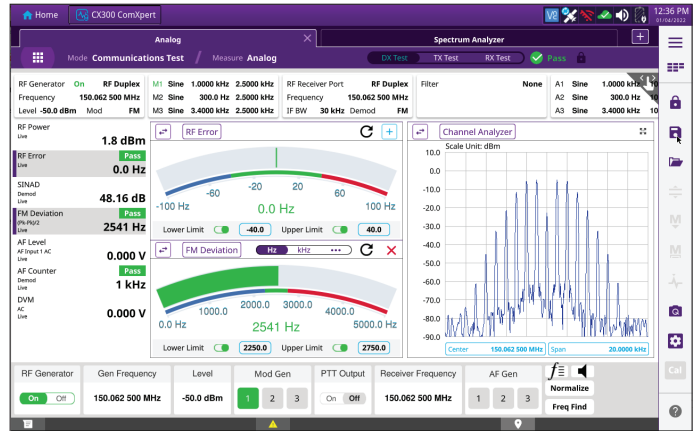 Home
CX300 ComXpert
12:36 PM
01/04/2022
Analog
Spectrum Analyzer
Mode Communications Test / Measure Analog
DX Test TX Test RX Test Pass
RF Generator On RF Duplex
Frequency 150.062 500 MHz
Level -50.0 dBm Mod FM
M1 Sine 1.0000 kHz 2.5000 kHz
M2 Sine 300.0 Hz 2.5000 kHz
M3 Sine 3.4000 kHz 2.5000 kHz
RF Receiver Port RF Duplex
Frequency 150.062 500 MHz
IF BW 30 kHz Demod FM
Filter None
A1 Sine 1.0000 kHz 10
A2 Sine 300.0 Hz 10
A3 Sine 3.4000 kHz 10
RF Power
Live
1.8 dBm
RF Error
Live
Pass
0.0 Hz
SINAD
Demod
Live
48.16 dB
FM Deviation
(Pk-Pk)/2
Live
Pass
2541 Hz
AF Level
AF Input 1 AC
Live
0.000 V
AF Counter
Demod
Live
Pass
1 kHz
DVM
AC
Live
0.000 V
RF Error
-100 Hz -60 -20 20 60 100 Hz
0.0 Hz
Lower Limit -40.0 Upper Limit 40.0
FM Deviation Hz kHz •••
0.0 Hz 1000.0 2000.0 3000.0 4000.0 5000.0 Hz
2541 Hz
Lower Limit 2250.0 Upper Limit 2750.0
Channel Analyzer
Scale Unit: dBm
10.0
0.0
-10.0
-20.0
-30.0
-40.0
-50.0
-60.0
-70.0
-80.0
-90.0
Center 150.062 500 MHz Span 20.0000 kHz
RF Generator
On Off
Gen Frequency
150.062 500 MHz
Level
-50.0 dBm
Mod Gen
1 2 3
PTT Output
On Off
Receiver Frequency
150.062 500 MHz
AF Gen
1 2 3
Normalize
Freq Find
M
M
Cal